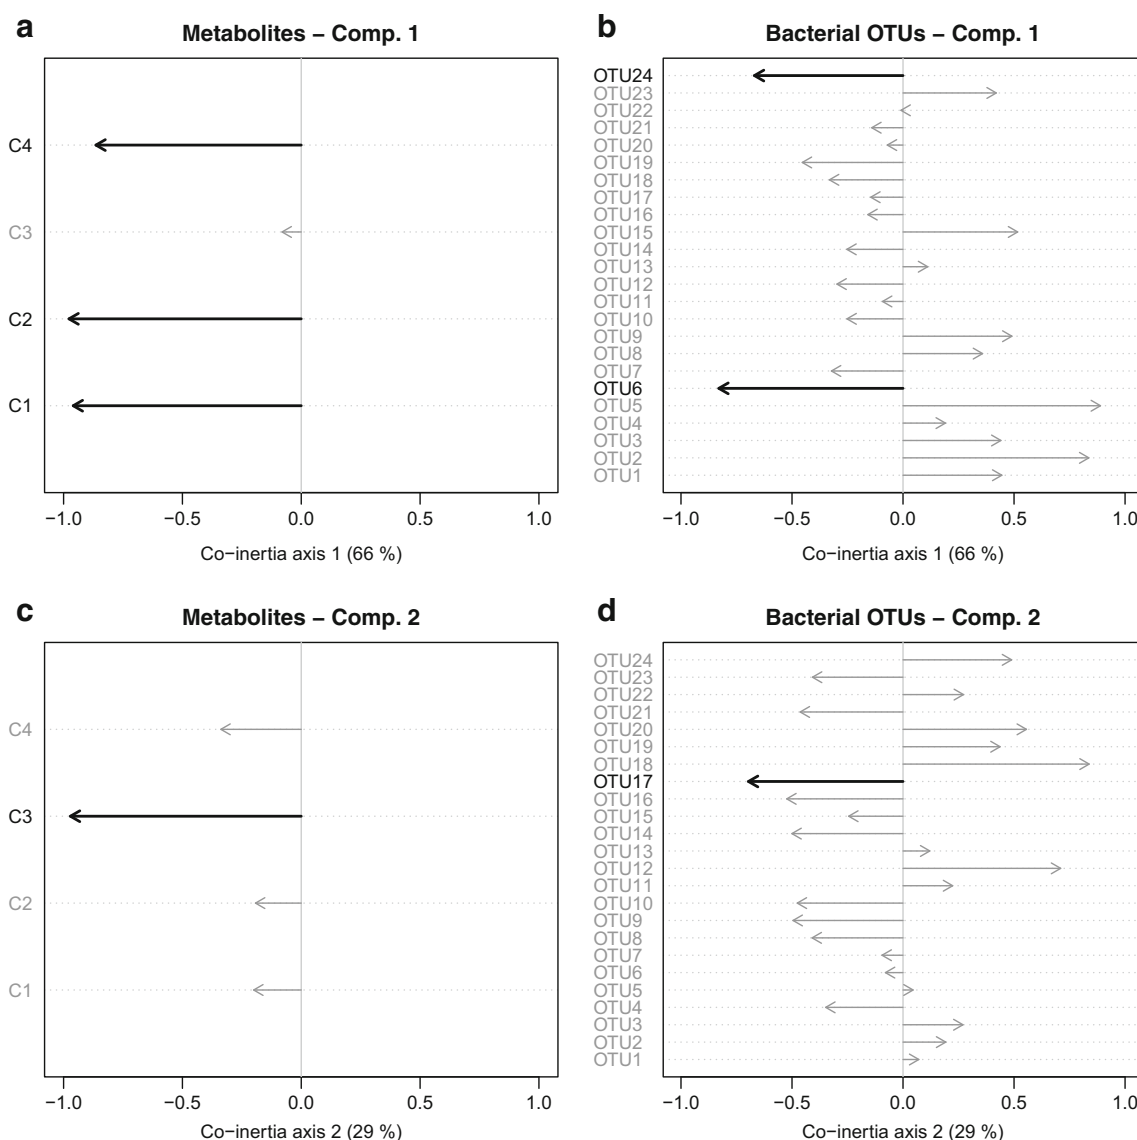 a
Metabolites – Comp. 1
C4
C3
C2
C1
−1.0 −0.5 0.0 0.5 1.0
Co−inertia axis 1 (66 %)
b
Bacterial OTUs – Comp. 1
OTU24
OTU23
OTU22
OTU21
OTU20
OTU19
OTU18
OTU17
OTU16
OTU15
OTU14
OTU13
OTU12
OTU11
OTU10
OTU9
OTU8
OTU7
OTU6
OTU5
OTU4
OTU3
OTU2
OTU1
−1.0 −0.5 0.0 0.5 1.0
Co−inertia axis 1 (66 %)
c
Metabolites – Comp. 2
C4
C3
C2
C1
−1.0 −0.5 0.0 0.5 1.0
Co−inertia axis 2 (29 %)
d
Bacterial OTUs – Comp. 2
OTU24
OTU23
OTU22
OTU21
OTU20
OTU19
OTU18
OTU17
OTU16
OTU15
OTU14
OTU13
OTU12
OTU11
OTU10
OTU9
OTU8
OTU7
OTU6
OTU5
OTU4
OTU3
OTU2
OTU1
−1.0 −0.5 0.0 0.5 1.0
Co−inertia axis 2 (29 %)